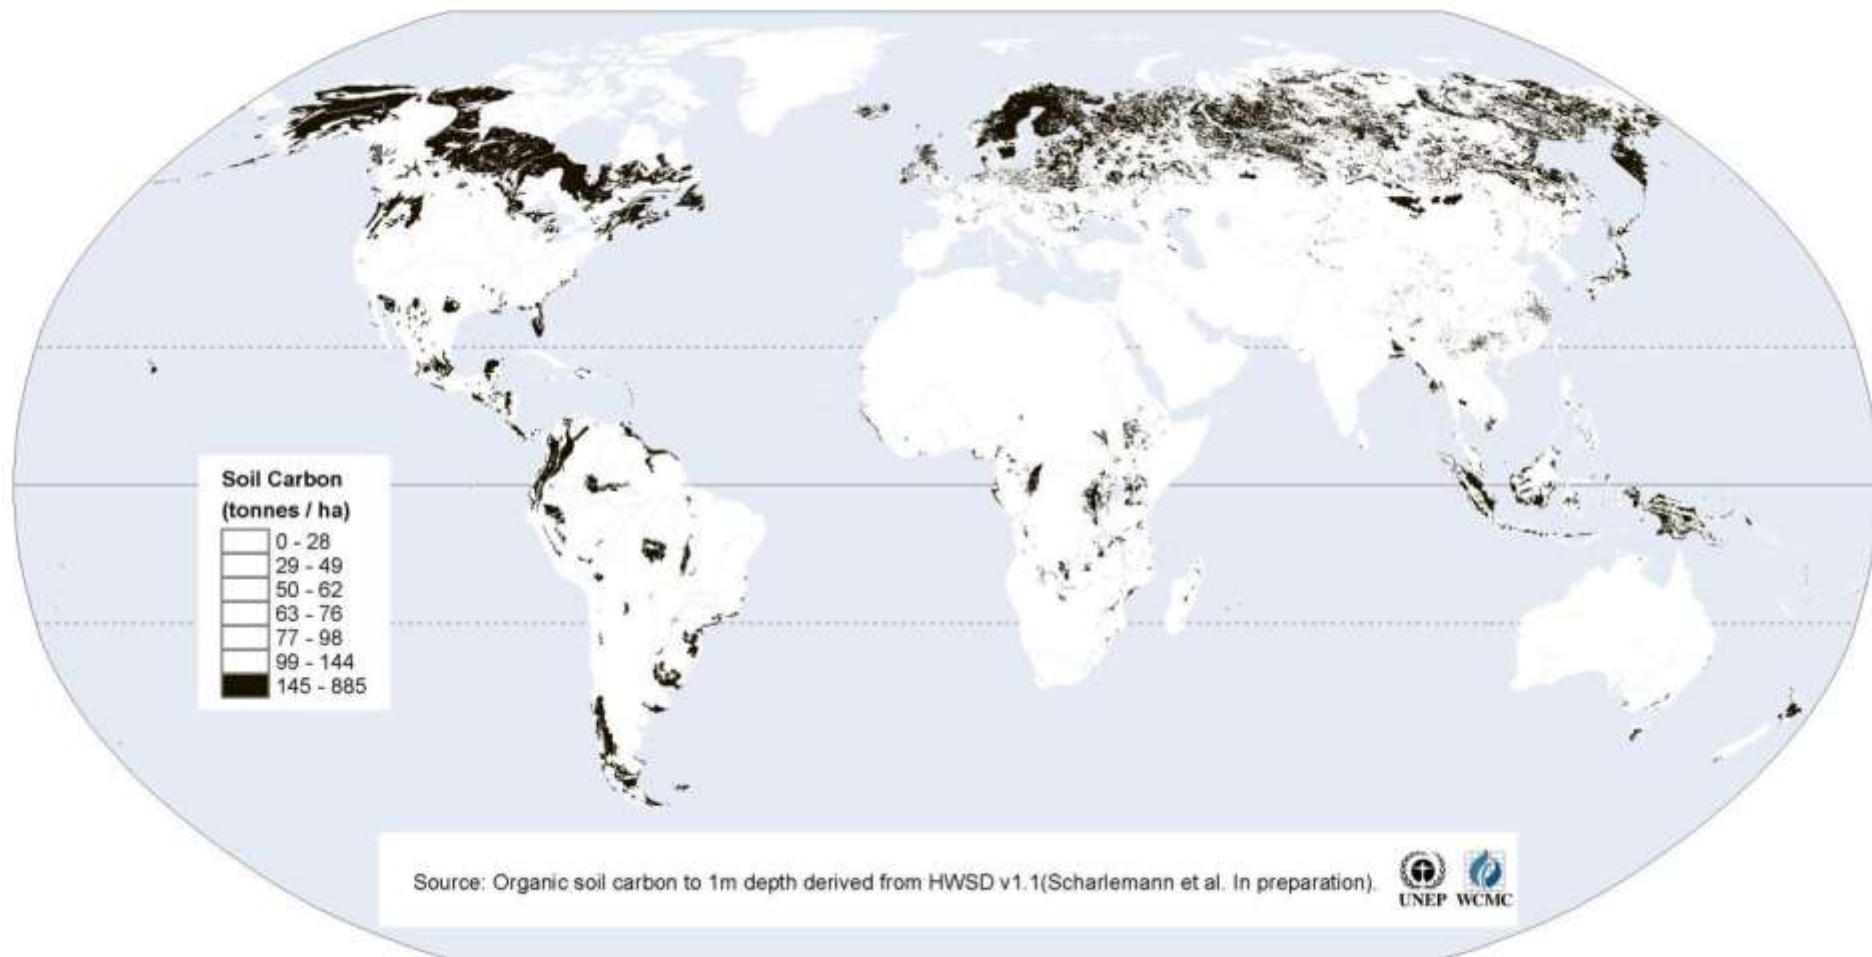 Soil Carbon
(tonnes / ha)
0 - 28
29 - 49
50 - 62
63 - 76
77 - 98
99 - 144
145 - 885
Source: Organic soil carbon to 1m depth derived from HWSD v1.1(Scharlemann et al. In preparation).
UNEP WCMC